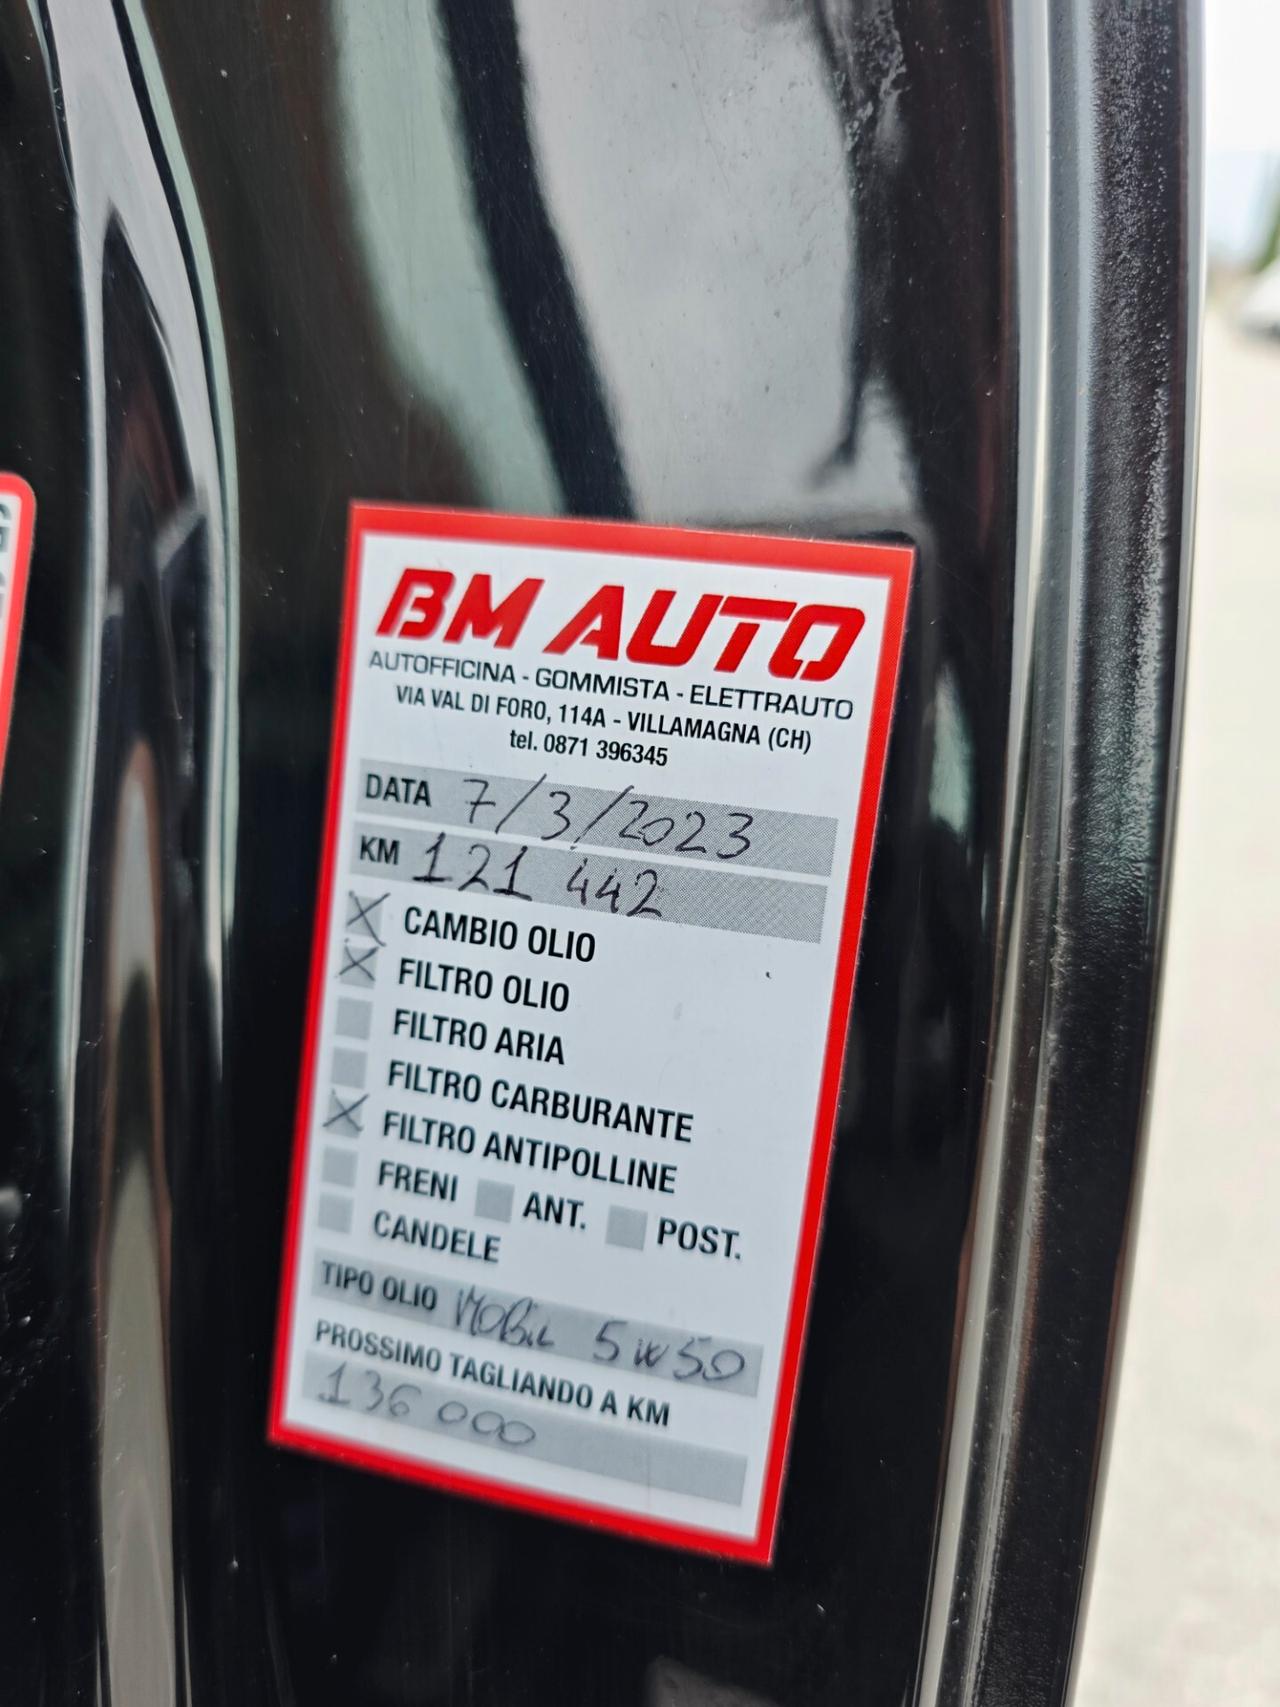 BM AUTO
AUTOFFICINA - GOMMISTA - ELETTRAUTO
VIA VAL DI FORO, 114A - VILLAMAGNA (CH)
tel. 0871 396345
DATA 7/3/2023
KM 121 442
CAMBIO OLIO
FILTRO OLIO
FILTRO ARIA
FILTRO CARBURANTE
FILTRO ANTIPOLLINE
FRENI ANT. POST.
CANDELE
TIPO OLIO MOBIL 5W50
PROSSIMO TAGLIANDO A KM
136 000